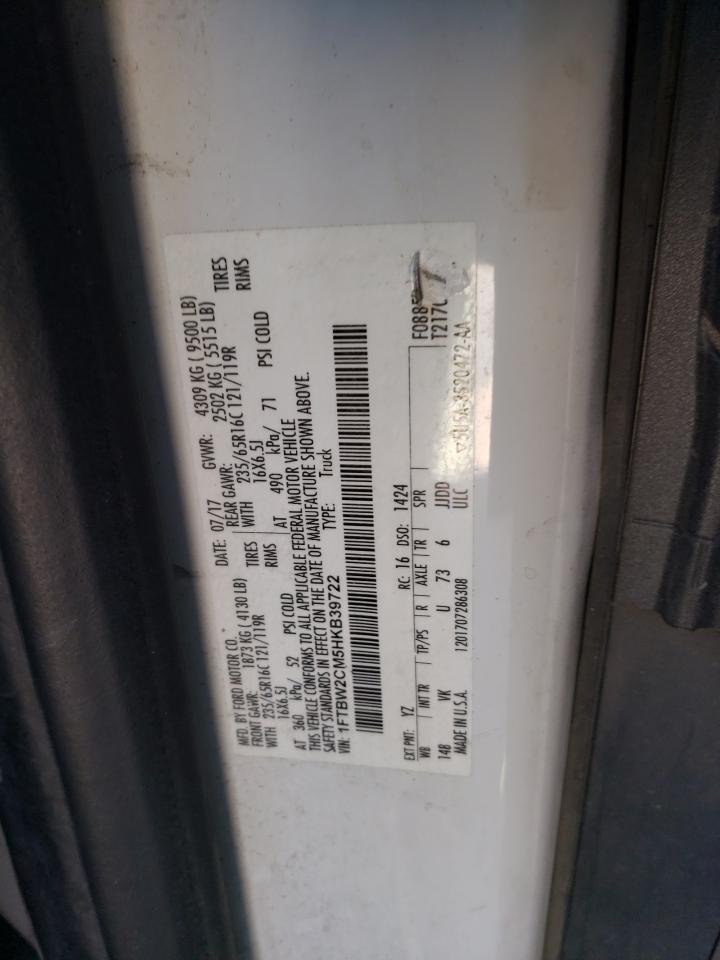 MFD. BY FORD MOTOR CO.
DATE: 07/17 GVWR: 4309 KG ( 9500 LB)
FRONT GAWR: 1873 KG ( 4130 LB) REAR GAWR: 2502 KG ( 5515 LB)
WITH 235/65R16C 121/119R TIRES WITH 235/65R16C 121/119R TIRES
16X6.5J RIMS 16X6.5J RIMS
AT 360 kPa/ 52 PSI COLD AT 490 kPa/ 71 PSI COLD
THIS VEHICLE CONFORMS TO ALL APPLICABLE FEDERAL MOTOR VEHICLE
SAFETY STANDARDS IN EFFECT ON THE DATE OF MANUFACTURE SHOWN ABOVE.
VIN: 1FTBW2CM5HKB39722 TYPE: Truck
EXT PNT: YZ RC: 16 DSO: 1424
WB INT TR TP/PS R AXLE TR SPR
148 VK U 73 6 JJDD
MADE IN U.S.A. 1201707286308 ULC